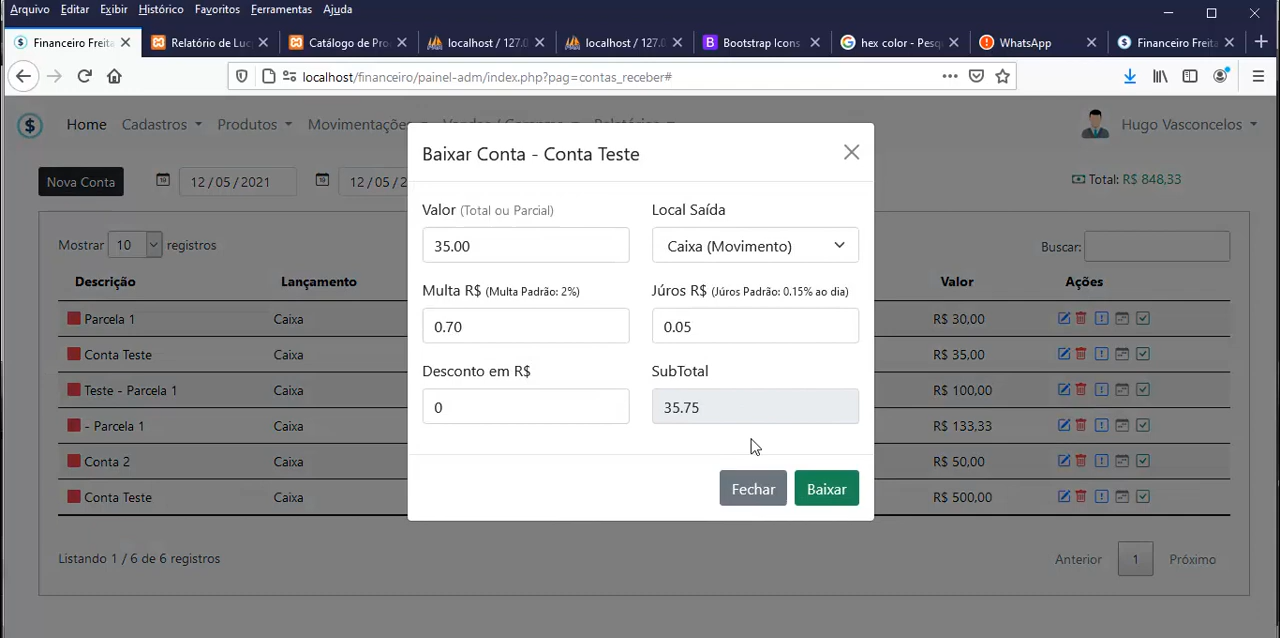 Arquivo Editar Exibir Histórico Favoritos Ferramentas Ajuda
Financeiro Freita Relatório de Luc Catálogo de Pro localhost / 127.0 localhost / 127.0 Bootstrap Icons hex color - Pesq WhatsApp Financeiro Freita
localhost/financeiro/painel-adm/index.php?pag=contas_receber#
Home Cadastros Produtos Movimentações Relatórios Hugo Vasconcelos
Baixar Conta - Conta Teste
Nova Conta 12/05/2021 12/05/2 Total: R$ 848,33
Valor (Total ou Parcial) Local Saída
35.00 Caixa (Movimento)
Mostrar 10 registros Buscar:
Descrição Lançamento Valor Ações
Multa R$ (Multa Padrão: 2%) Júros R$ (Júros Padrão: 0.15% ao dia)
0.70 0.05
Parcela 1 Caixa R$ 30,00
Conta Teste Caixa R$ 35,00
Desconto em R$ SubTotal
0 35.75
Teste - Parcela 1 Caixa R$ 100,00
- Parcela 1 Caixa R$ 133,33
Conta 2 Caixa R$ 50,00
Conta Teste Caixa R$ 500,00
Fechar Baixar
Listando 1 / 6 de 6 registros Anterior 1 Próximo